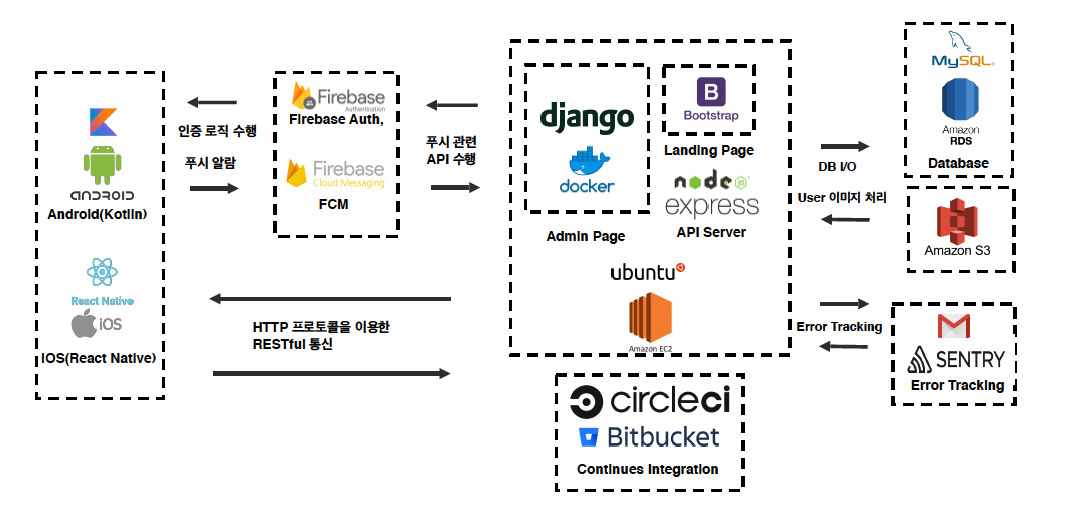 ANDROID
Android(Kotlin)
React Native
iOS
IOS(React Native)
인증 로직 수행
푸시 알람
Firebase
Authentication
Firebase Auth,
Firebase
Cloud Messaging
FCM
푸시 관련
API 수행
HTTP 프로토콜을 이용한
RESTful 통신
django
docker
Admin Page
B
Bootstrap
Landing Page
node
JS
express
API Server
ubuntu
Amazon EC2
circleci
Bitbucket
Continues Integration
DB I/O
User 이미지 처리
Error Tracking
MySQL®
Amazon
RDS
Database
Amazon S3
SENTRY
Error Tracking